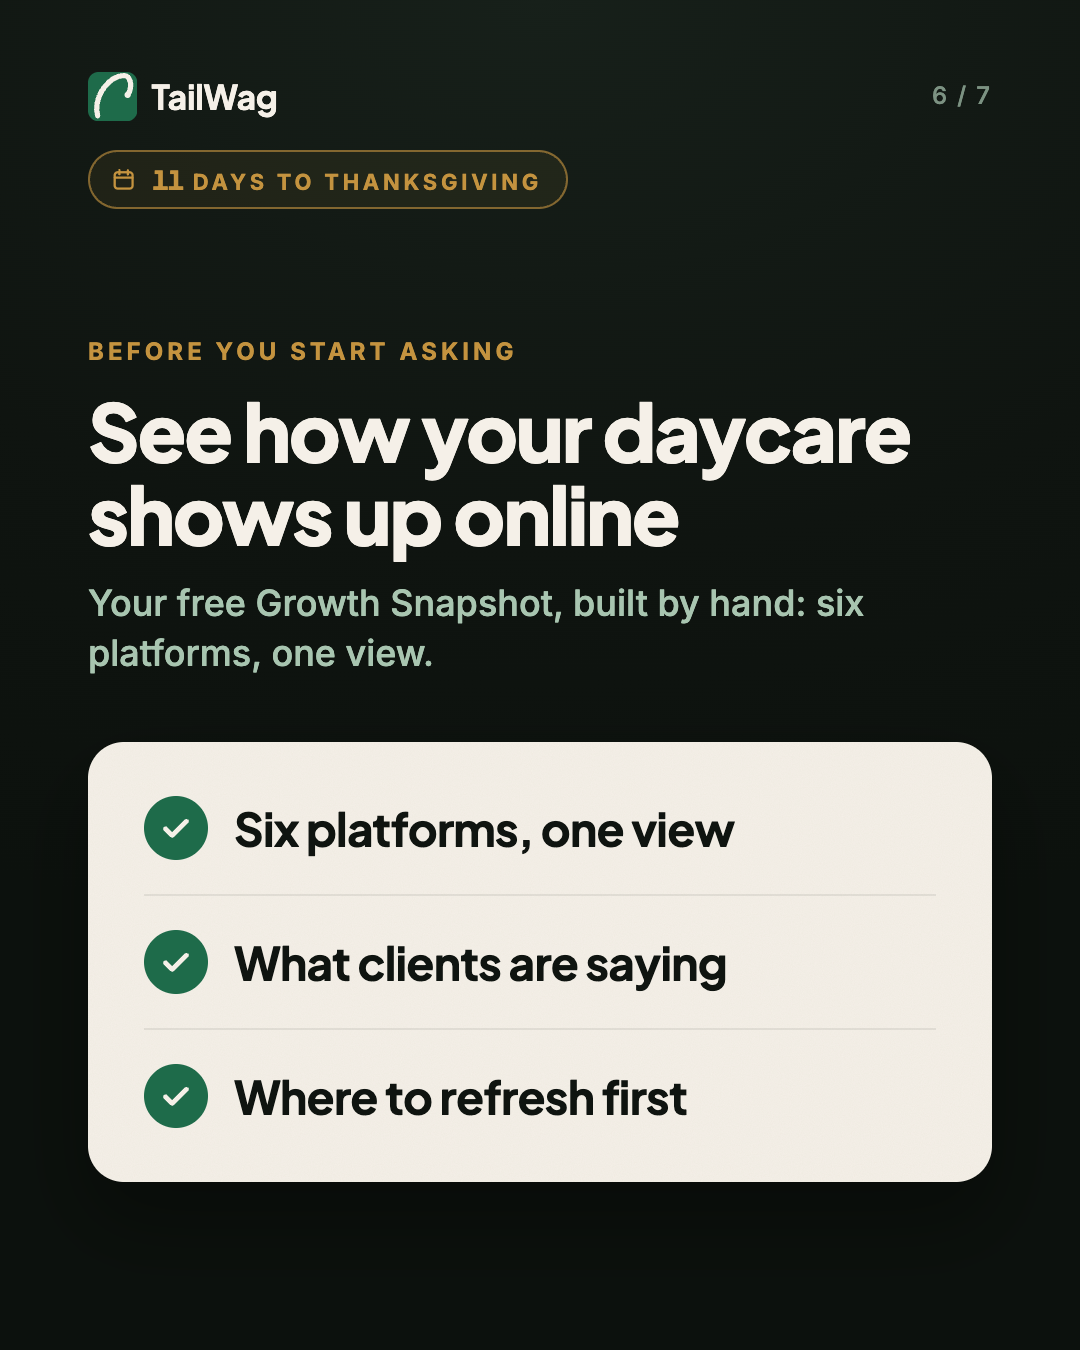 TailWag
6 / 7
11 DAYS TO THANKSGIVING
BEFORE YOU START ASKING
See how your daycare
shows up online
Your free Growth Snapshot, built by hand: six
platforms, one view.
Six platforms, one view
What clients are saying
Where to refresh first